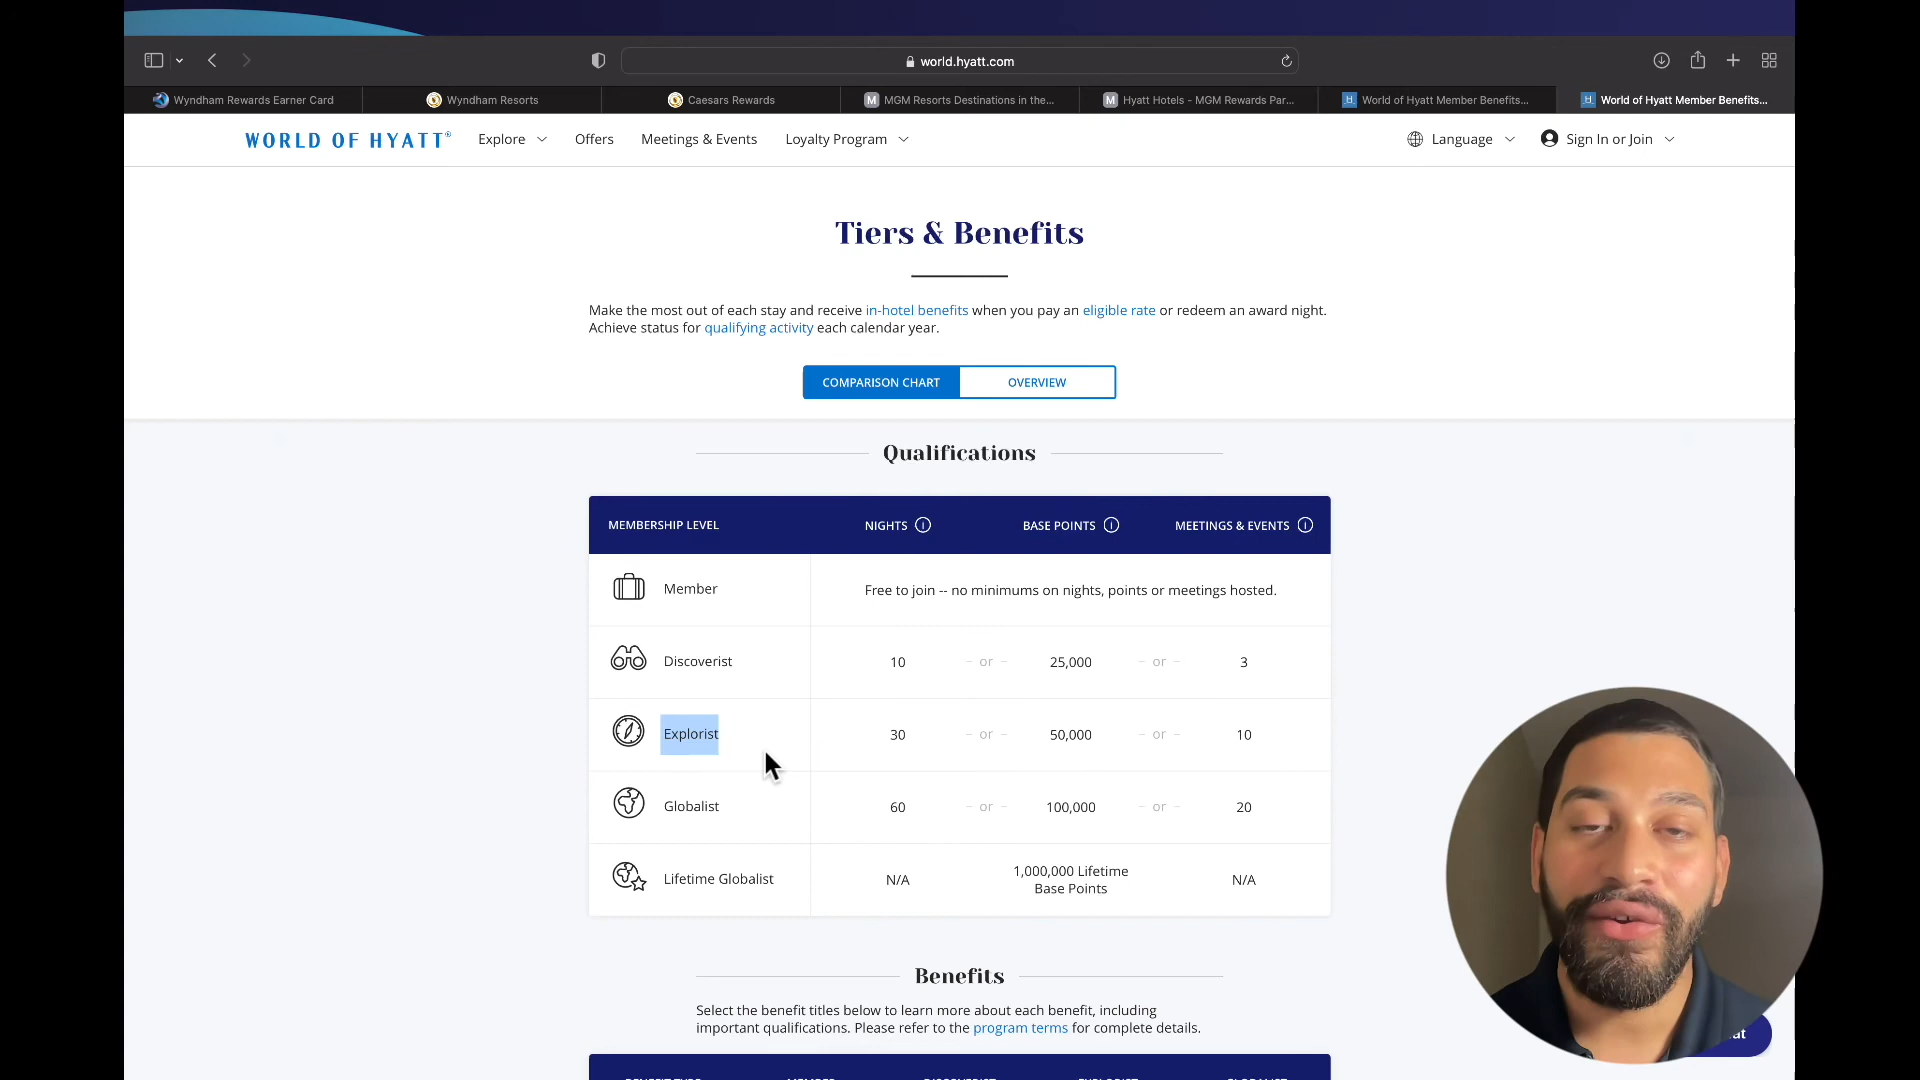 world.hyatt.com
Wyndham Rewards Earner Card
Wyndham Resorts
Caesars Rewards
MGM Resorts Destinations in the...
Hyatt Hotels - MGM Rewards Par...
World of Hyatt Member Benefits...
World of Hyatt Member Benefits...
WORLD OF HYATT®
Explore
Offers
Meetings & Events
Loyalty Program
Language
Sign In or Join
Tiers & Benefits
Make the most out of each stay and receive in-hotel benefits when you pay an eligible rate or redeem an award night.
Achieve status for qualifying activity each calendar year.
COMPARISON CHART
OVERVIEW
Qualifications
MEMBERSHIP LEVEL NIGHTS BASE POINTS MEETINGS & EVENTS
Member Free to join -- no minimums on nights, points or meetings hosted.
Discoverist 10 - or - 25,000 - or - 3
Explorist 30 - or - 50,000 - or - 10
Globalist 60 - or - 100,000 - or - 20
Lifetime Globalist N/A 1,000,000 Lifetime
Base Points N/A
Benefits
Select the benefit titles below to learn more about each benefit, including
important qualifications. Please refer to the program terms for complete details.